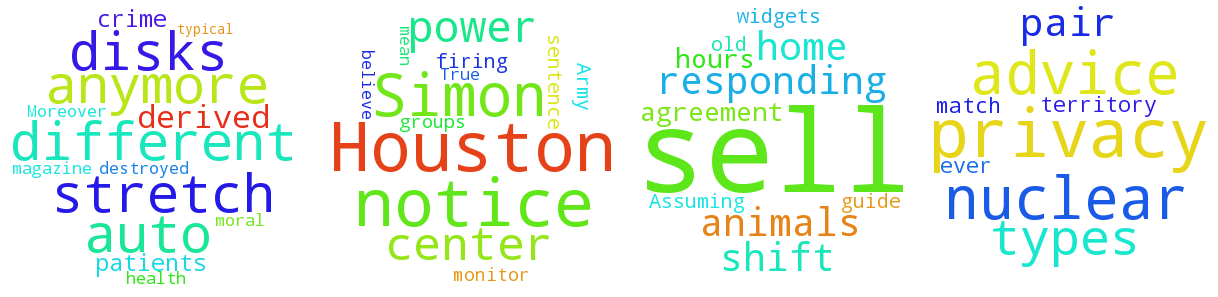 crime
typical
disks
anymore
Moreover
derived
different
magazine
destroyed
stretch
moral
auto
patients
health
power
mean
believe
firing
sentence
True
Army
Simon
groups
Houston
notice
center
monitor
widgets
old
home
hours
responding
agreement
sell
Assuming
guide
animals
shift
pair
advice
match
territory
privacy
ever
nuclear
types